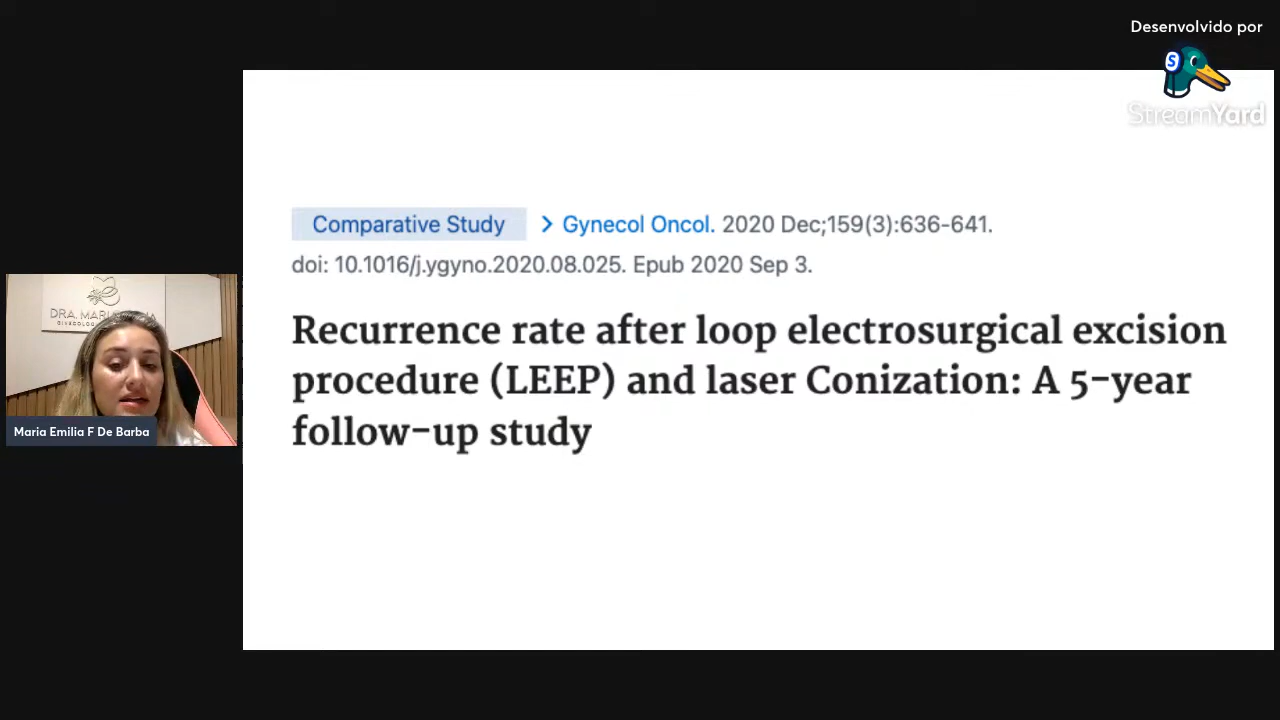 Desenvolvido por
StreamYard
Comparative Study > Gynecol Oncol. 2020 Dec;159(3):636-641.
doi: 10.1016/j.ygyno.2020.08.025. Epub 2020 Sep 3.
Recurrence rate after loop electrosurgical excision
procedure (LEEP) and laser Conization: A 5-year
follow-up study
DRA.
Maria Emilia F De Barba